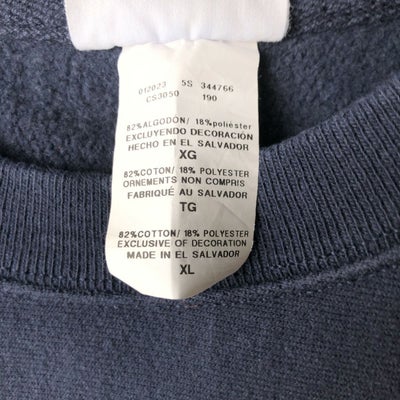 012023 5S 344766
CS3050 190
82%ALGODÓN/ 18% poliéster
EXCLUYENDO DECORACIÓN
HECHO EN EL SALVADOR
XG
82%COTON/ 18% POLYESTER
ORNEMENTS NON COMPRIS
FABRIQUÉ AU SALVADOR
TG
82%COTTON/ 18% POLYESTER
EXCLUSIVE OF DECORATION
MADE IN EL SALVADOR
XL